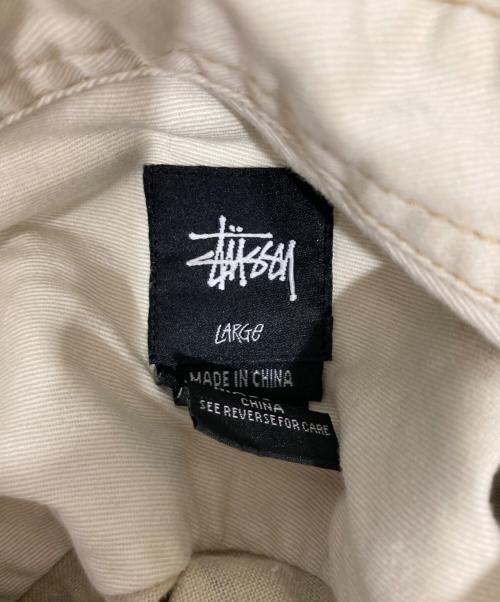 Stüssy
LARGE
MADE IN CHINA
CHINA
SEE REVERSE FOR CARE